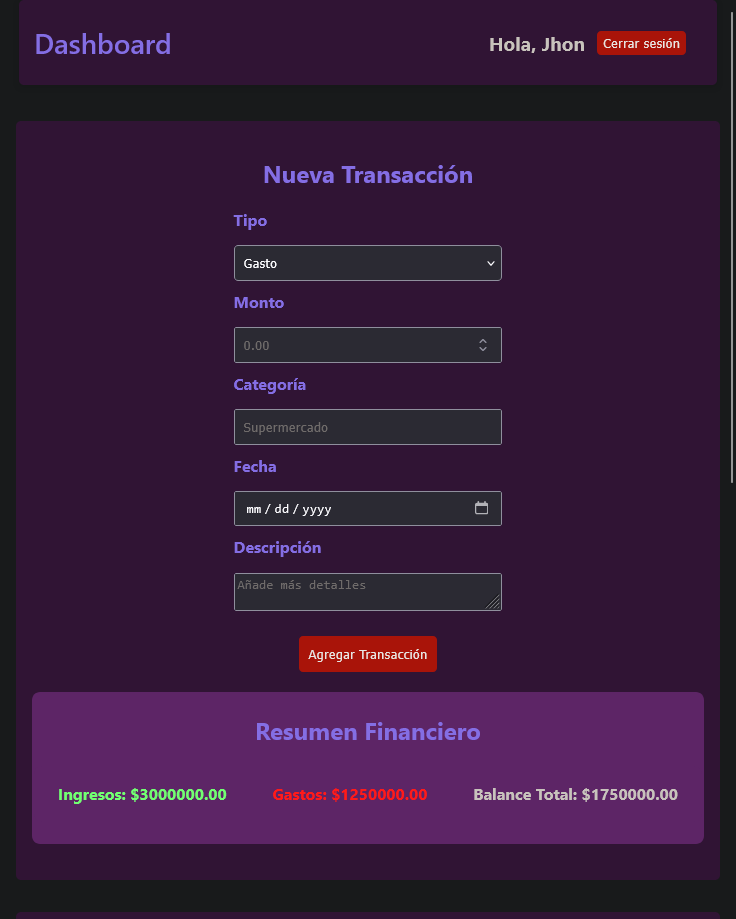 Dashboard
Hola, Jhon
Cerrar sesión
Nueva Transacción
Tipo
Gasto
Monto
0.00
Categoría
Supermercado
Fecha
mm / dd / yyyy
Descripción
Añade más detalles
Agregar Transacción
Resumen Financiero
Ingresos: $3000000.00
Gastos: $1250000.00
Balance Total: $1750000.00